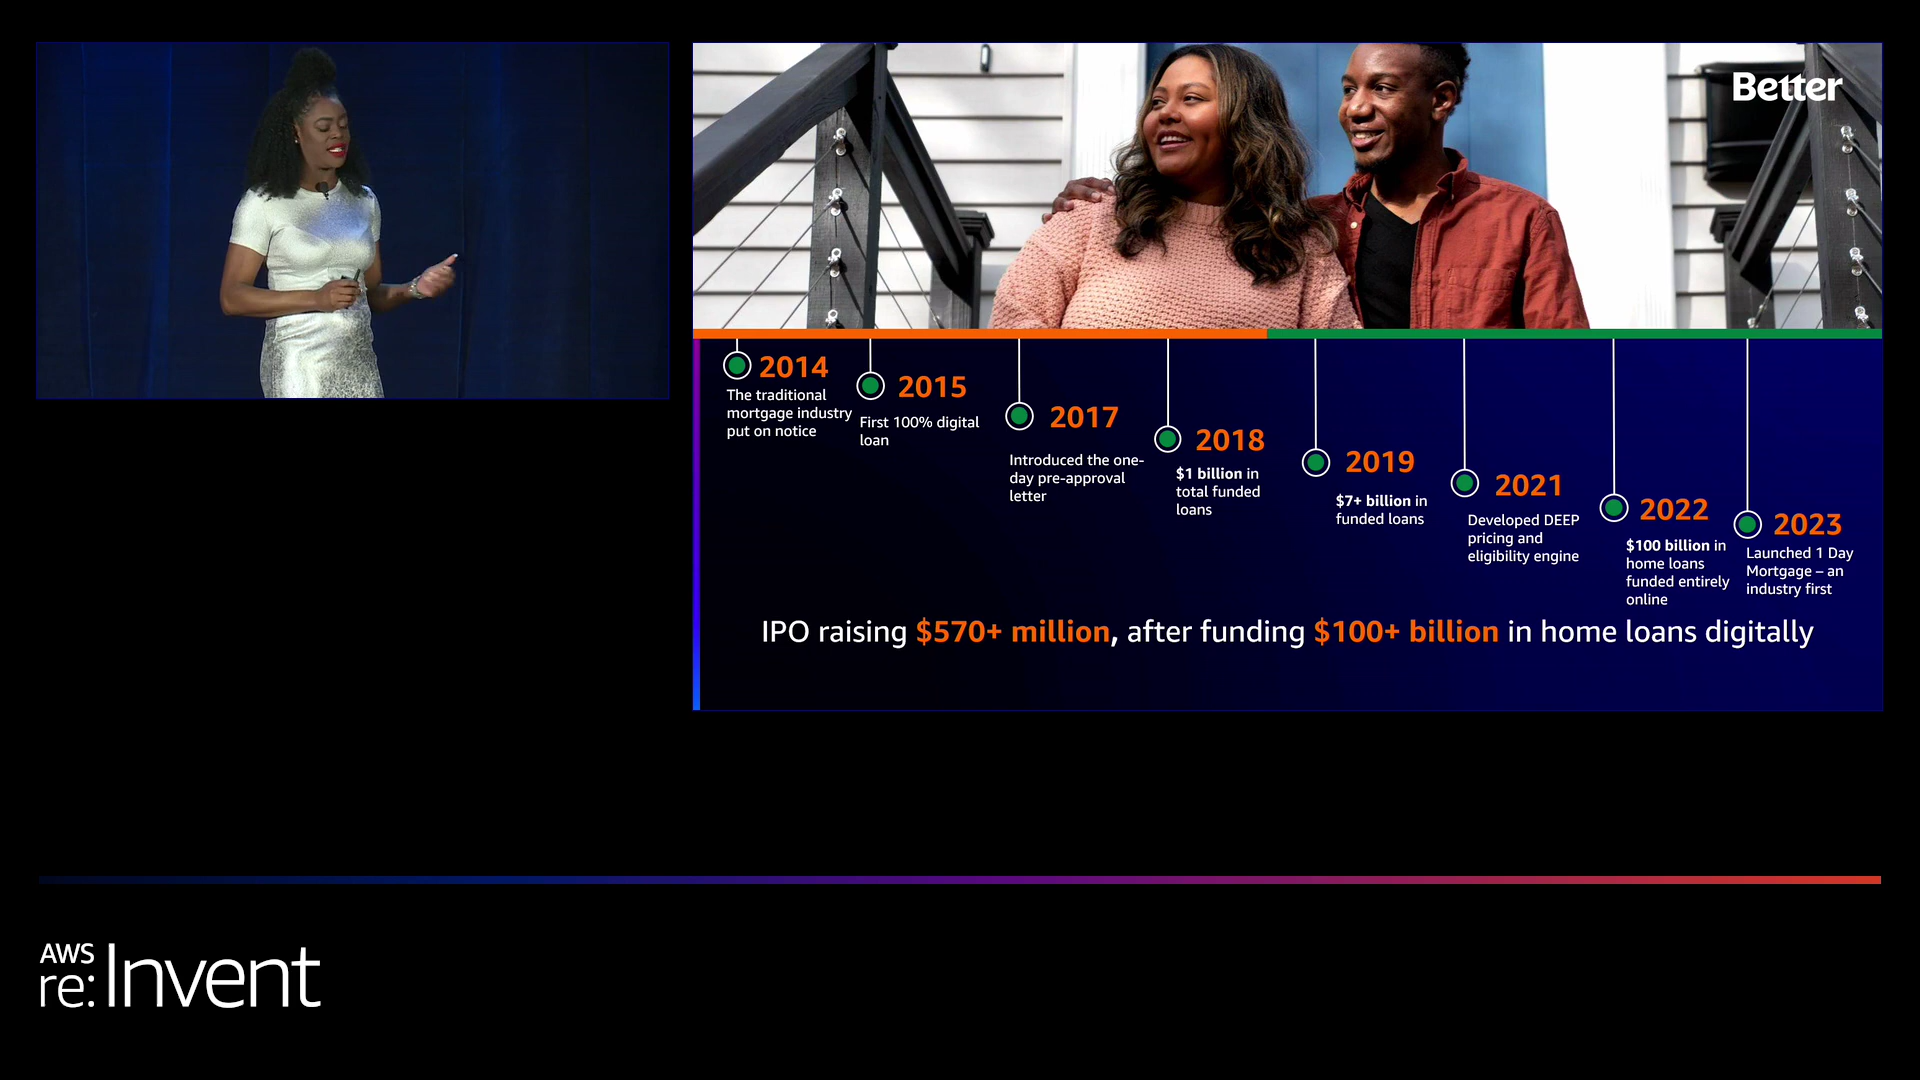 Better
2014
The traditional
mortgage industry
put on notice
2015
First 100% digital
loan
2017
Introduced the one-
day pre-approval
letter
2018
$1 billion in
total funded
loans
2019
$7+ billion in
funded loans
2021
Developed DEEP
pricing and
eligibility engine
2022
$100 billion in
home loans
funded entirely
online
2023
Launched 1 Day
Mortgage – an
industry first
IPO raising $570+ million, after funding $100+ billion in home loans digitally
AWS
re:Invent